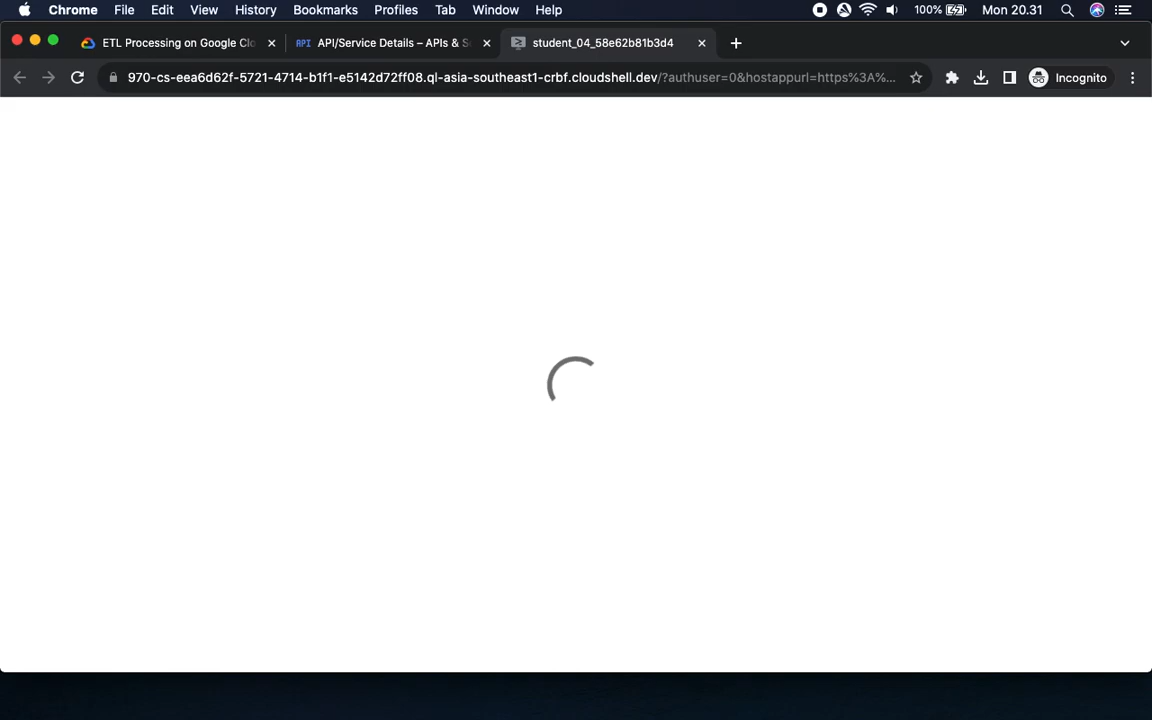 Chrome File Edit View History Bookmarks Profiles Tab Window Help 100% Mon 20.31
ETL Processing on Google Clo API API/Service Details – APIs & S student_04_58e62b81b3d4
970-cs-eea6d62f-5721-4714-b1f1-e5142d72ff08.ql-asia-southeast1-crbf.cloudshell.dev/?authuser=0&hostappurl=https%3A%... Incognito